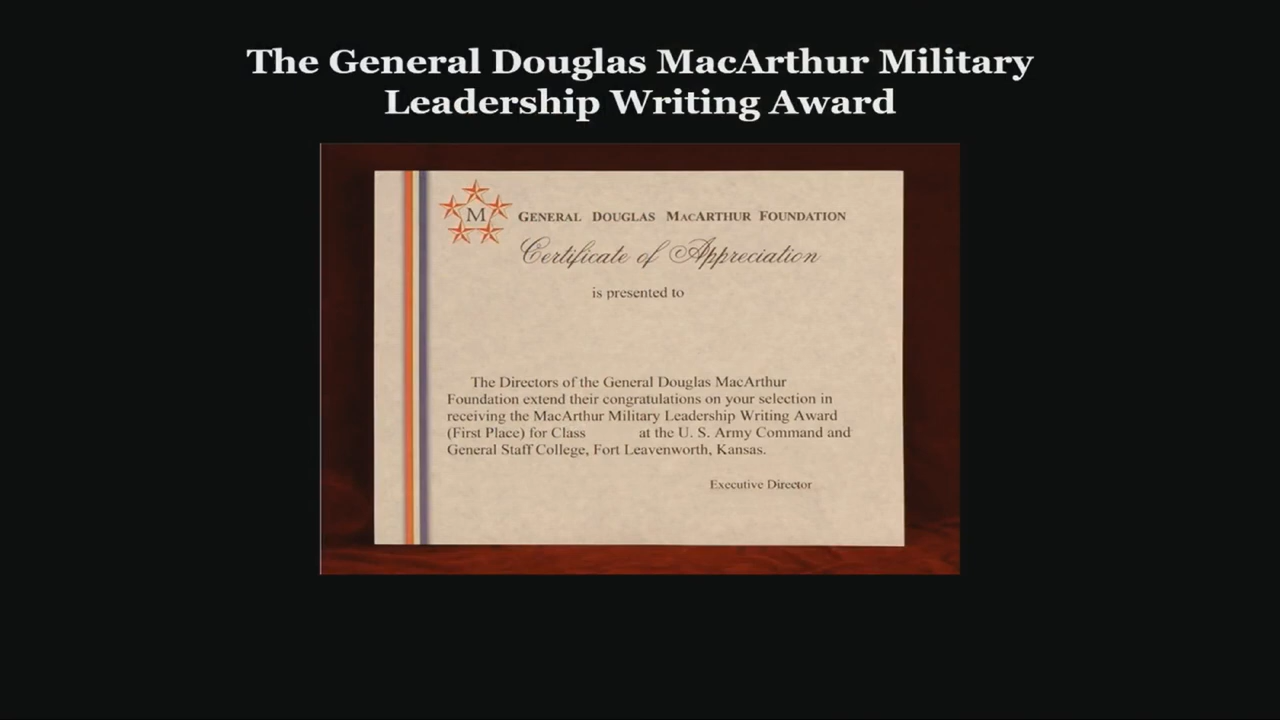 The General Douglas MacArthur Military
Leadership Writing Award
M
GENERAL DOUGLAS MACARTHUR FOUNDATION
Certificate of Appreciation
is presented to
The Directors of the General Douglas MacArthur
Foundation extend their congratulations on your selection in
receiving the MacArthur Military Leadership Writing Award
(First Place) for Class at the U. S. Army Command and
General Staff College, Fort Leavenworth, Kansas.
Executive Director